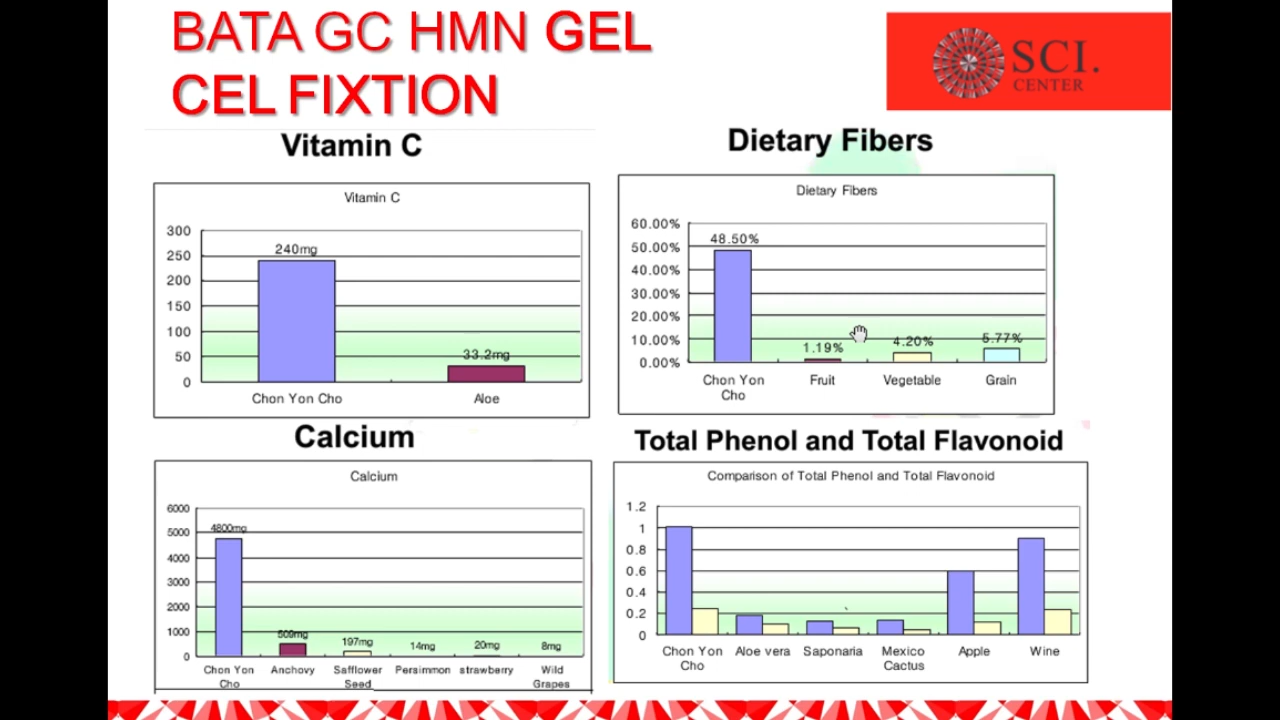 BATA GC HMN GEL
CEL FIXTION
SCI.
CENTER
Vitamin C
Vitamin C
300
250
200
150
100
50
0
240mg
33.2mg
Chon Yon Cho
Aloe
Dietary Fibers
Dietary Fibers
60.00%
50.00%
40.00%
30.00%
20.00%
10.00%
0.00%
48.50%
1.19%
4.20%
5.77%
Chon Yon
Cho
Fruit
Vegetable
Grain
Calcium
Calcium
6000
5000
4000
3000
2000
1000
0
4800mg
509mg
197mg
14mg
20mg
8mg
Chon Yon
Cho
Anchovy
Safflower
Seed
Persimmon
strawberry
Wild
Grapes
Total Phenol and Total Flavonoid
Comparison of Total Phenol and Total Flavonoid
1.2
1
0.8
0.6
0.4
0.2
0
Chon Yon
Cho
Aloe vera
Saponaria
Mexico
Cactus
Apple
Wine